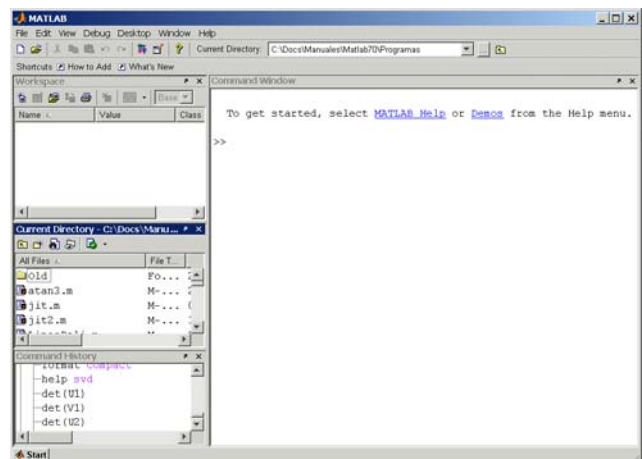 MATLAB
File Edit View Debug Desktop Window Help
Current Directory: C:\Docs\Manuales\Matlab70\Programas
Shortcuts How to Add What's New
Workspace
Base
Name Value Class
Current Directory - C:\Docs\Manu...
All Files File T...
Old Fo...
atan3.m M-...
jit.m M-...
jit2.m M-...
Command History
format compact
help svd
det(U1)
det(V1)
det(U2)
Command Window
To get started, select MATLAB Help or Demos from the Help menu.
>>
Start